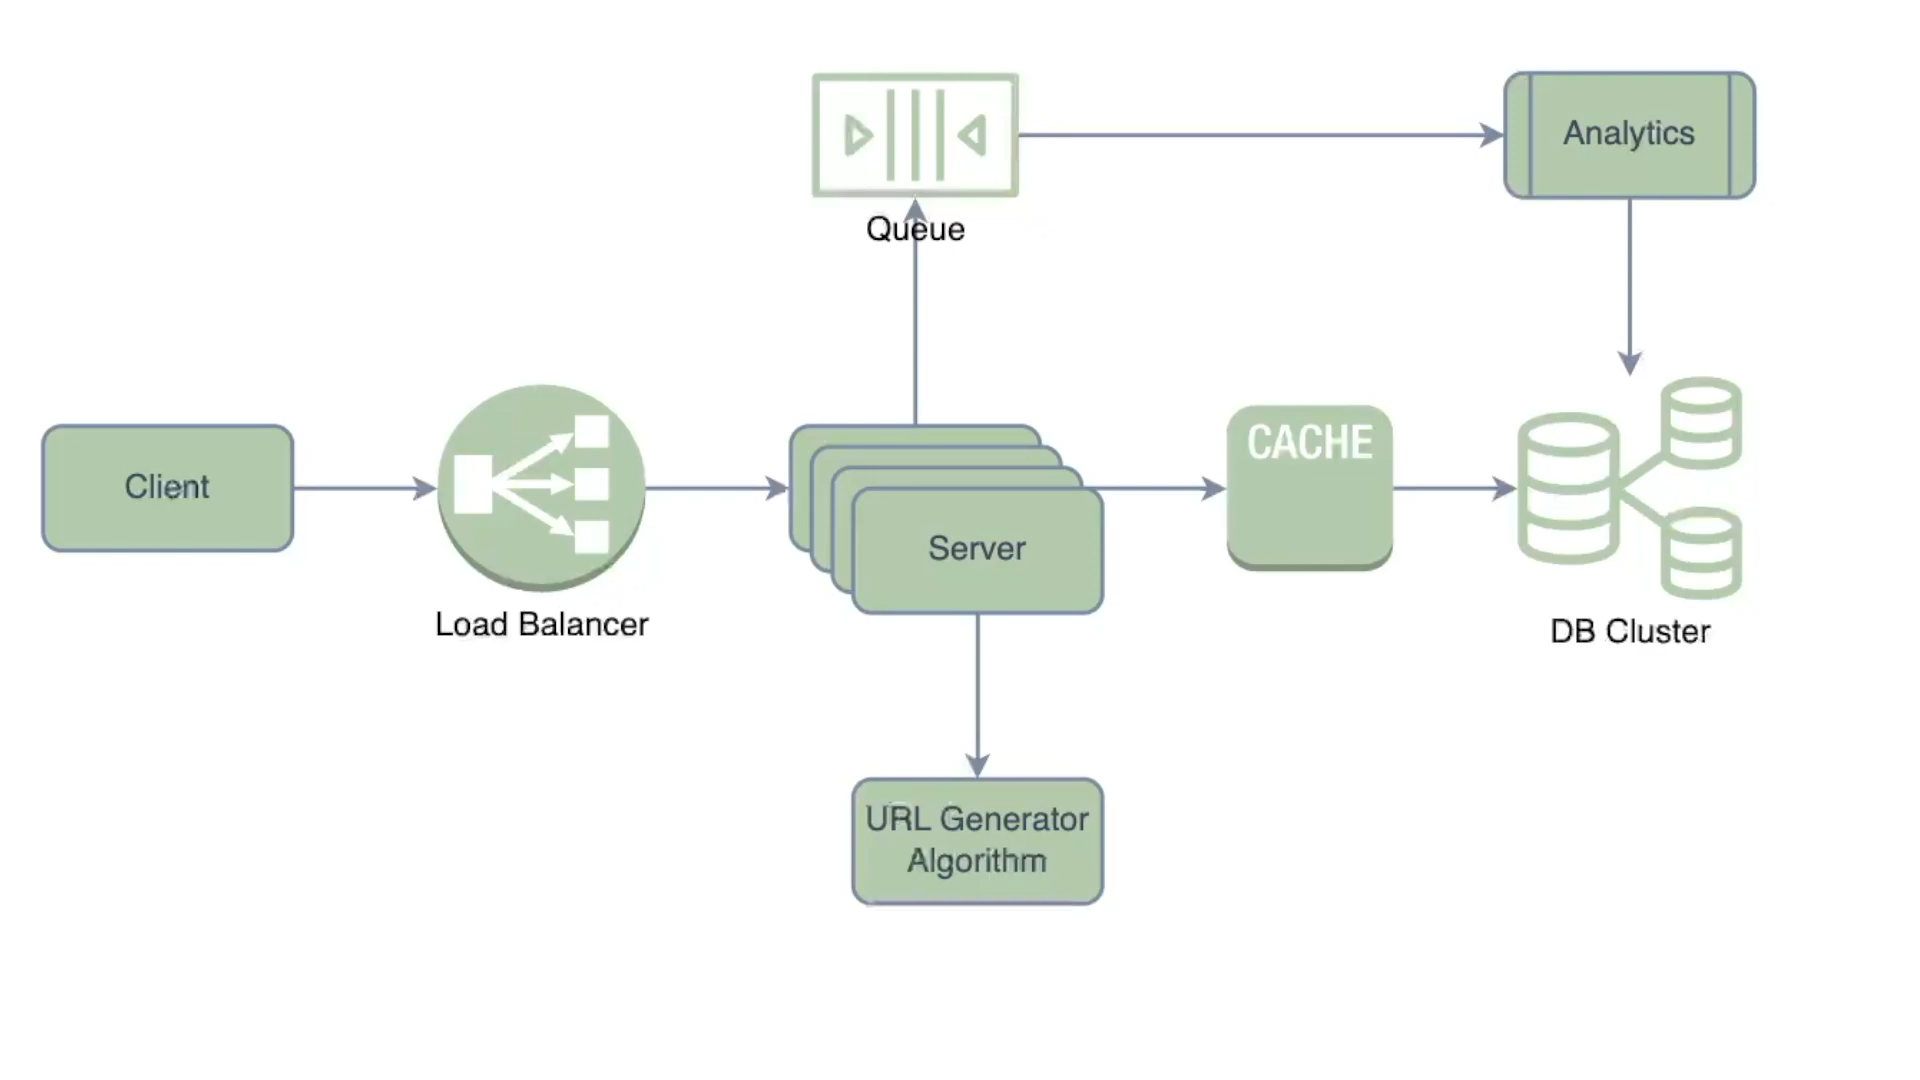 Analytics
Queue
CACHE
Client
Server
Load Balancer
DB Cluster
URL Generator
Algorithm